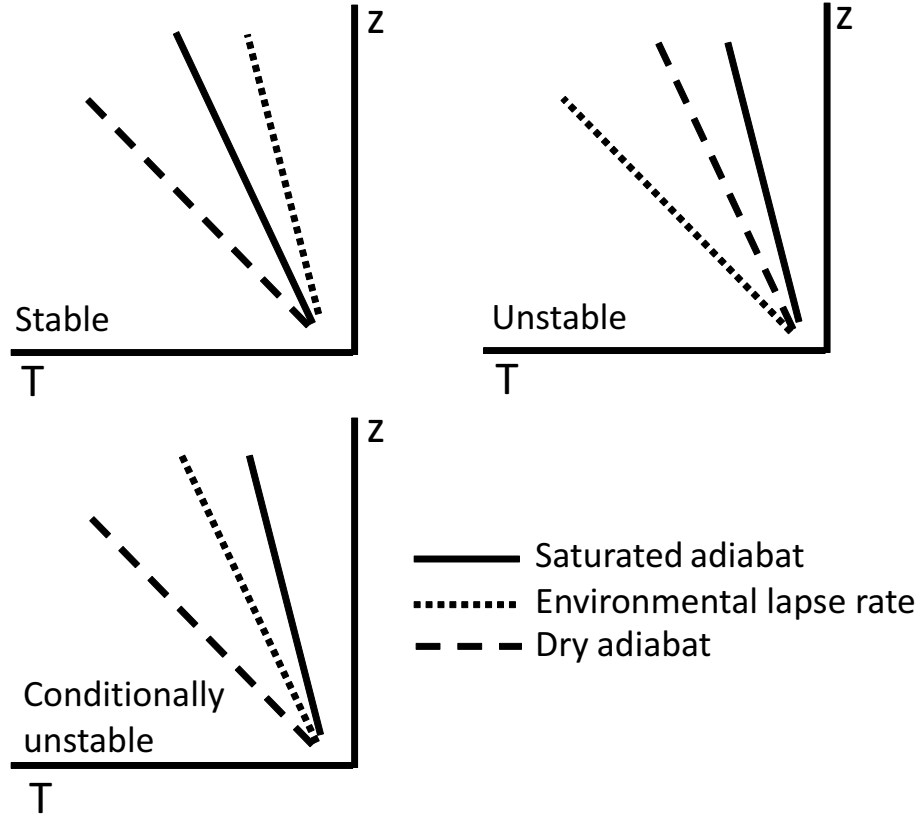 z
Stable
T
z
Unstable
T
z
Conditionally
unstable
T
Saturated adiabat
Environmental lapse rate
Dry adiabat